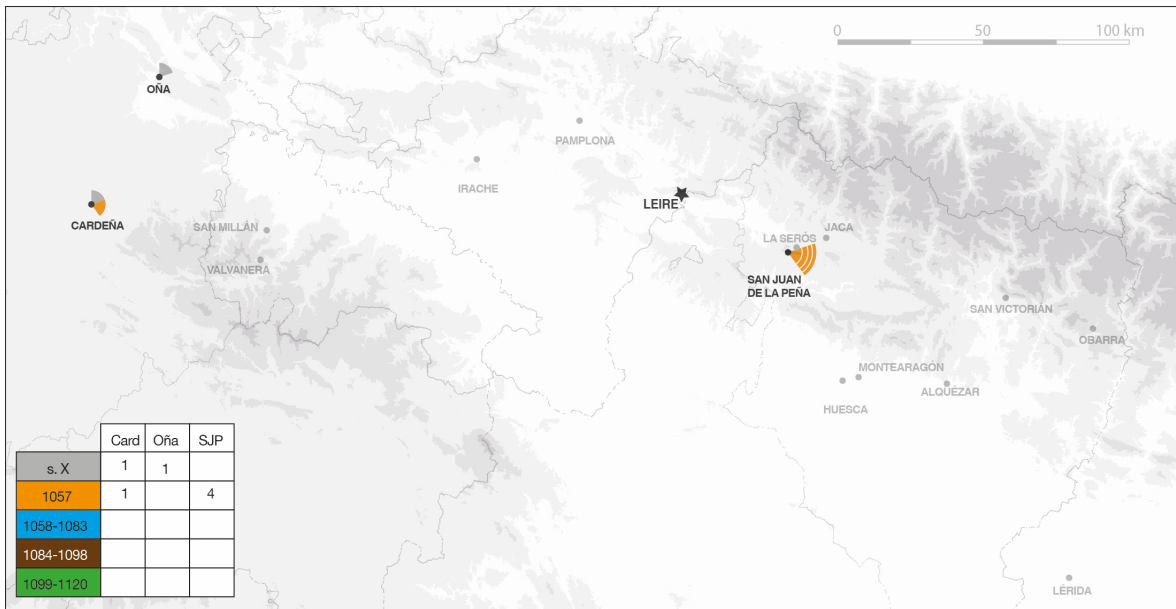 0 50 100 km
OÑA
PAMPLONA
IRACHE
LEIRE
CARDEÑA
SAN MILLÁN
VALVANERA
JACA
LA SERÓS
SAN JUAN
DE LA PEÑA
SAN VICTORIÁN
OBARRA
MONTEARAGÓN
ALQUÉZAR
HUESCA
LÉRIDA
Card Oña SJP
s. X 1 1
1057 1 4
1058-1083
1084-1098
1099-1120